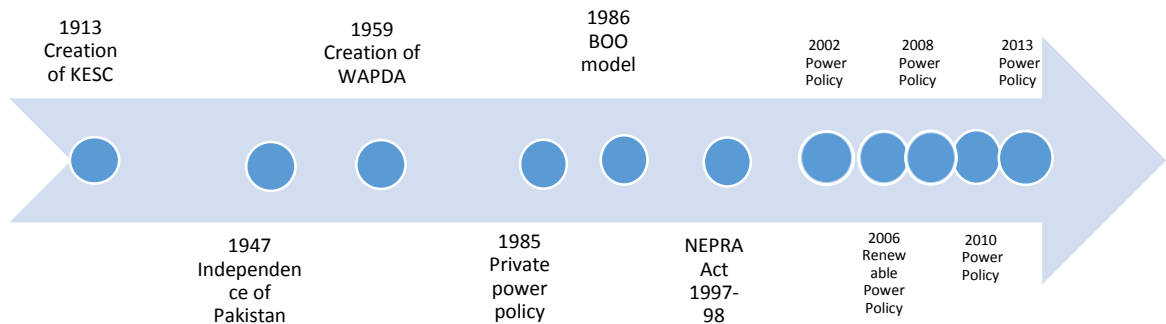 1913
Creation
of KESC
1947
Independen
ce of
Pakistan
1959
Creation of
WAPDA
1985
Private
power
policy
1986
BOO
model
NEPRA
Act
1997-
98
2002
Power
Policy
2006
Renew
able
Power
Policy
2008
Power
Policy
2010
Power
Policy
2013
Power
Policy